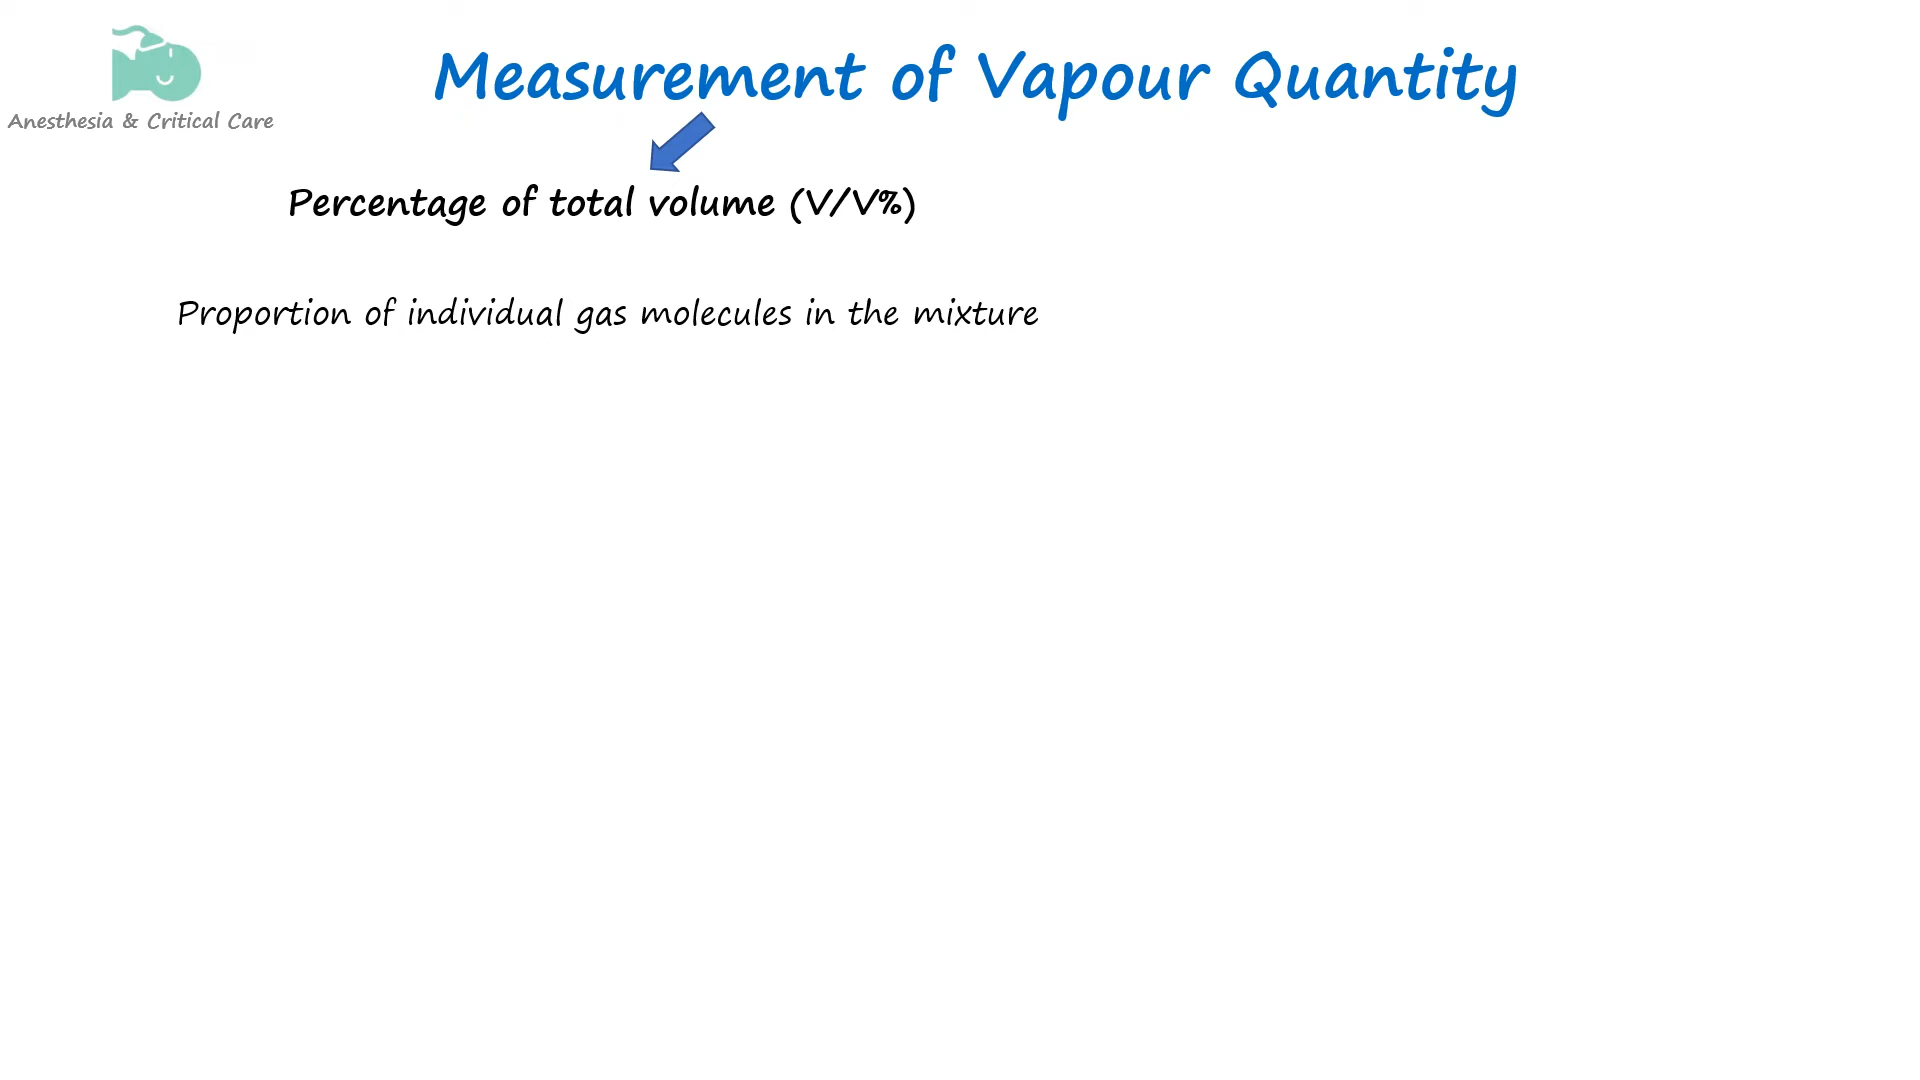 Measurement of Vapour Quantity
Anesthesia & Critical Care
Percentage of total volume (V/V%)
Proportion of individual gas molecules in the mixture